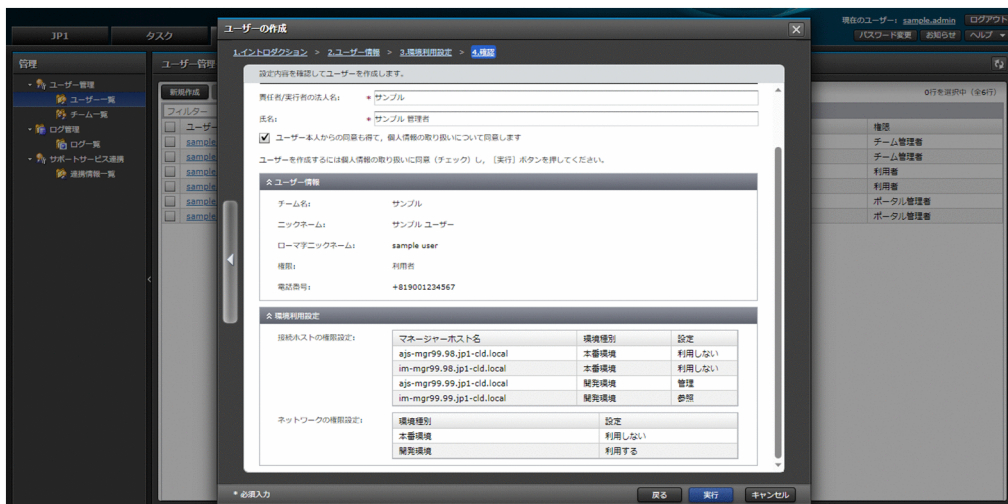 現在のユーザー: sample.admin ログアウト
JP1 タスク パスワード変更 お知らせ ヘルプ
ユーザーの作成
1.イントロダクション > 2.ユーザー情報 > 3.環境利用設定 > 4.確認
管理
ユーザー管理
ユーザー一覧
チーム一覧
ログ管理
ログ一覧
サポートサービス連携
連携情報一覧
ユーザー管理
新規作成
0行を選択中（全6行）
フィルター
ユーザー 権限
sample チーム管理者
sample チーム管理者
sample 利用者
sample 利用者
sample ポータル管理者
sample ポータル管理者
設定内容を確認してユーザーを作成します。
責任者/実行者の法人名: * サンプル
氏名: * サンプル 管理者
ユーザー本人からの同意も得て，個人情報の取り扱いについて同意します
ユーザーを作成するには個人情報の取り扱いに同意（チェック）し，［実行］ボタンを押してください。
ユーザー情報
チーム名: サンプル
ニックネーム: サンプル ユーザー
ローマ字ニックネーム: sample user
権限: 利用者
電話番号: +819001234567
環境利用設定
接続ホストの権限設定:
マネージャーホスト名 環境種別 設定
ajs-mgr99.98.jp1-cld.local 本番環境 利用しない
im-mgr99.98.jp1-cld.local 本番環境 利用しない
ajs-mgr99.99.jp1-cld.local 開発環境 管理
im-mgr99.99.jp1-cld.local 開発環境 参照
ネットワークの権限設定:
環境種別 設定
本番環境 利用しない
開発環境 利用する
* 必須入力
戻る 実行 キャンセル